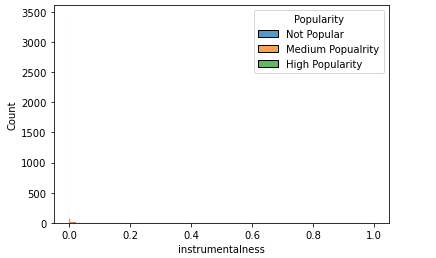 3500
3000
2500
2000
1500
1000
500
0
Count
Popularity
Not Popular
Medium Popualrity
High Popularity
0.0 0.2 0.4 0.6 0.8 1.0
instrumentalness